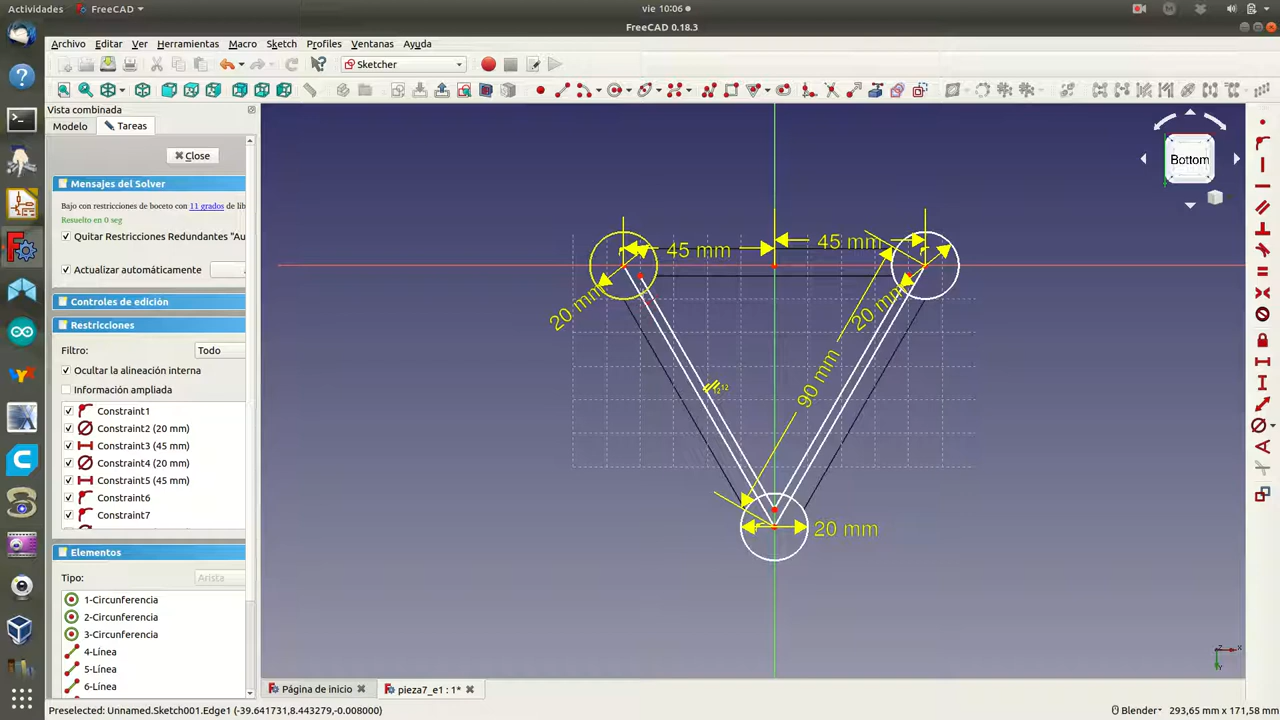 Actividades
FreeCAD
vie 10:06
FreeCAD 0.18.3
Archivo Editar Ver Herramientas Macro Sketch Profiles Ventanas Ayuda
Sketcher
Vista combinada
Modelo Tareas
Close
Mensajes del Solver
Bajo con restricciones de boceto con 11 grados de lib
Resuelto en 0 seg
Quitar Restricciones Redundantes "Au
Actualizar automáticamente
Controles de edición
Restricciones
Filtro: Todo
Ocultar la alineación interna
Información ampliada
Constraint1
Constraint2 (20 mm)
Constraint3 (45 mm)
Constraint4 (20 mm)
Constraint5 (45 mm)
Constraint6
Constraint7
Elementos
Tipo: Arista
1-Circunferencia
2-Circunferencia
3-Circunferencia
4-Línea
5-Línea
6-Línea
45 mm
45 mm
20 mm
20 mm
90 mm
20 mm
Bottom
Página de inicio
pieza7_e1 : 1*
Preselected: Unnamed.Sketch001.Edge1 (-39.641731,8.443279,-0.008000)
Blender
293,65 mm x 171,58 mm